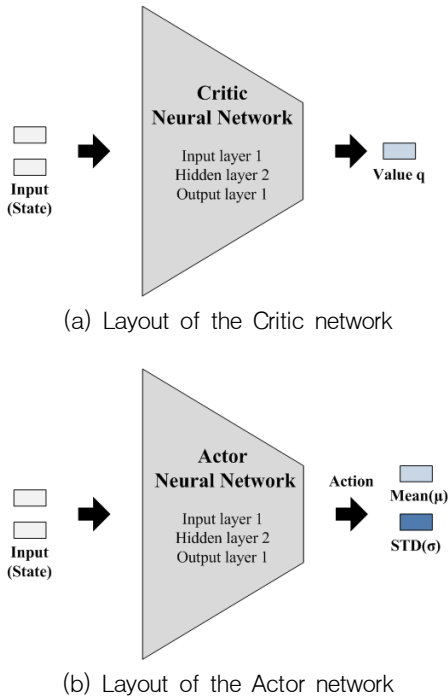 Critic
Neural Network
Input layer 1
Hidden layer 2
Output layer 1
Input
(State)
Value q
(a) Layout of the Critic network
Actor
Neural Network
Input layer 1
Hidden layer 2
Output layer 1
Input
(State)
Action
Mean(μ)
STD(σ)
(b) Layout of the Actor network